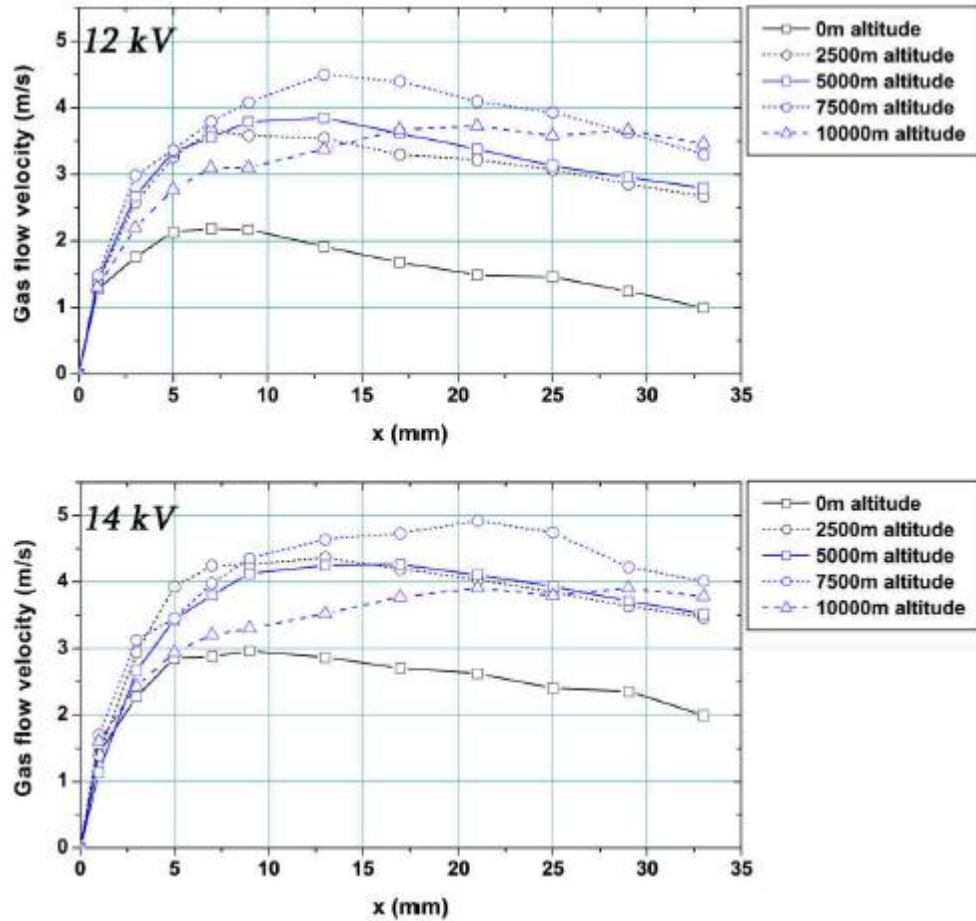 12 kV
Gas flow velocity (m/s)
5
4
3
2
1
0
0 5 10 15 20 25 30 35
x (mm)
0m altitude
2500m altitude
5000m altitude
7500m altitude
10000m altitude
14 kV
Gas flow velocity (m/s)
5
4
3
2
1
0
0 5 10 15 20 25 30 35
x (mm)
0m altitude
2500m altitude
5000m altitude
7500m altitude
10000m altitude